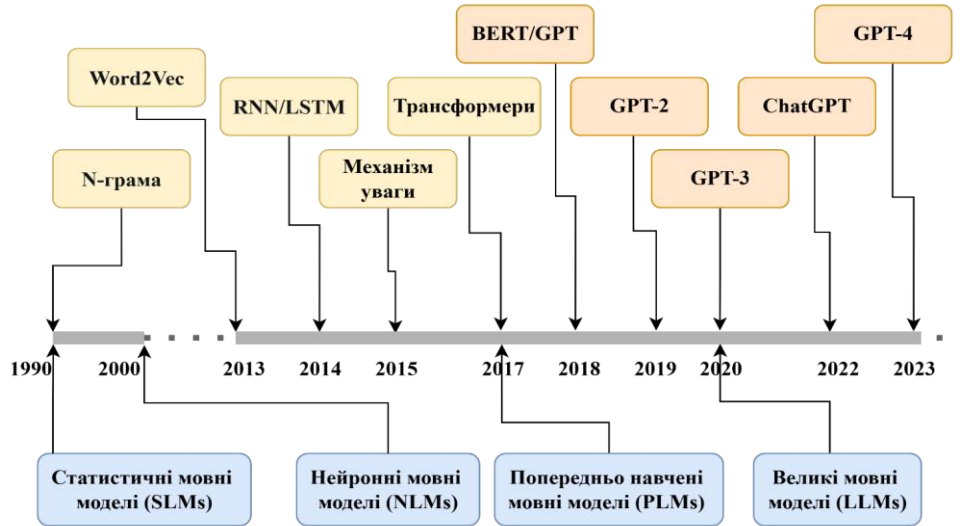 BERT/GPT
GPT-4
Word2Vec
RNN/LSTM
Трансформери
GPT-2
ChatGPT
N-грама
Механізм
уваги
GPT-3
1990
2000
2013
2014
2015
2017
2018
2019
2020
2022
2023
Статистичні мовні
моделі (SLMs)
Нейронні мовні
моделі (NLMs)
Попередньо навчені
мовні моделі (PLMs)
Великі мовні
моделі (LLMs)